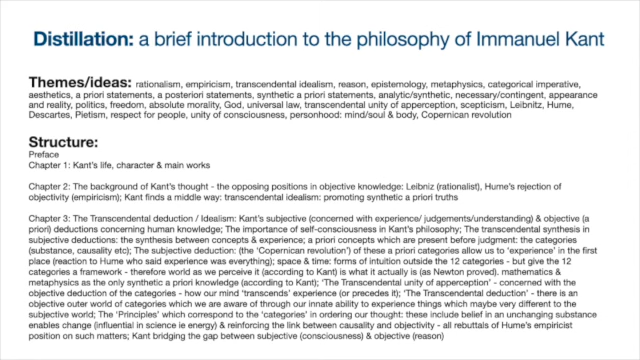 Distillation: a brief introduction to the philosophy of Immanuel Kant
Themes/ideas: rationalism, empiricism, transcendental idealism, reason, epistemology, metaphysics, categorical imperative,
aesthetics, a priori statements, a posteriori statements, synthetic a priori statements, analytic/synthetic, necessary/contingent, appearance
and reality, politics, freedom, absolute morality, God, universal law, transcendental unity of apperception, scepticism, Leibnitz, Hume,
Descartes, Pietism, respect for people, unity of consciousness, personhood: mind/soul & body, Copernican revolution
Structure:
Preface
Chapter 1: Kant's life, character & main works
Chapter 2: The background of Kant's thought - the opposing positions in objective knowledge: Leibniz (rationalist), Hume's rejection of
objectivity (empiricism); Kant finds a middle way: transcendental idealism: promoting synthetic a priori truths
Chapter 3: The Transcendental deduction / Idealism: Kant's subjective (concerned with experience/ judgements/understanding) & objective (a
priori) deductions concerning human knowledge; The importance of self-consciousness in Kant's philosophy; The transcendental synthesis in
subjective deductions: the synthesis between concepts & experience; a priori concepts which are present before judgment: the categories
(substance, causality etc); The subjective deduction: (the 'Copernican revolution') of these a priori categories allow us to 'experience' in the first
place (reaction to Hume who said experience was everything); space & time: forms of intuition outside the 12 categories - but give the 12
categories a framework - therefore world as we perceive it (according to Kant) is what it actually is (as Newton proved). mathematics &
metaphysics as the only synthetic a priori knowledge (according to Kant); 'The Transcendental unity of apperception' - concerned with the
objective deduction of the categories - how our mind 'transcends' experience (or precedes it); 'The Transcendental deduction' - there is an
objective outer world of categories which we are aware of through our innate ability to experience things which maybe very different to the
subjective world; The 'Principles' which correspond to the 'categories' in ordering our thought: these include belief in an unchanging substance
enables change (influential in science ie energy) & reinforcing the link between causality and objectivity - all rebuttals of Hume's empiricist
position on such matters; Kant bridging the gap between subjective (consciousness) & objective (reason)